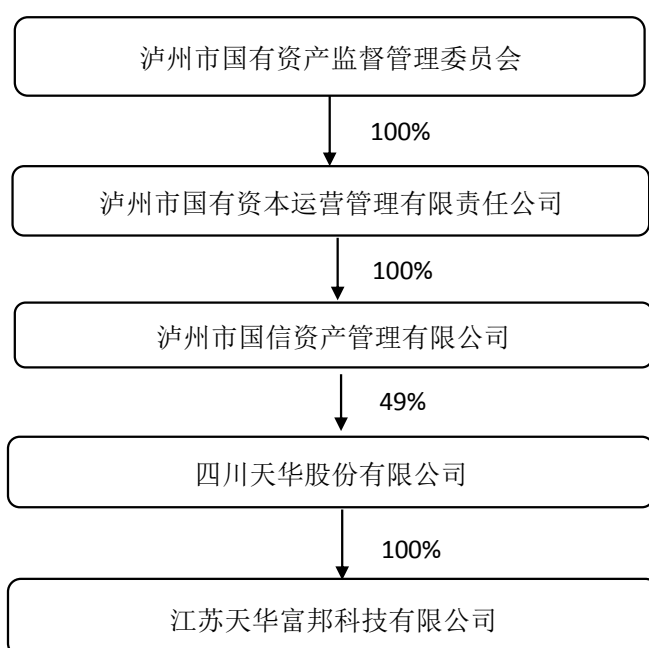 泸州市国有资产监督管理委员会
100%
泸州市国有资本运营管理有限责任公司
100%
泸州市国信资产管理有限公司
49%
四川天华股份有限公司
100%
江苏天华富邦科技有限公司